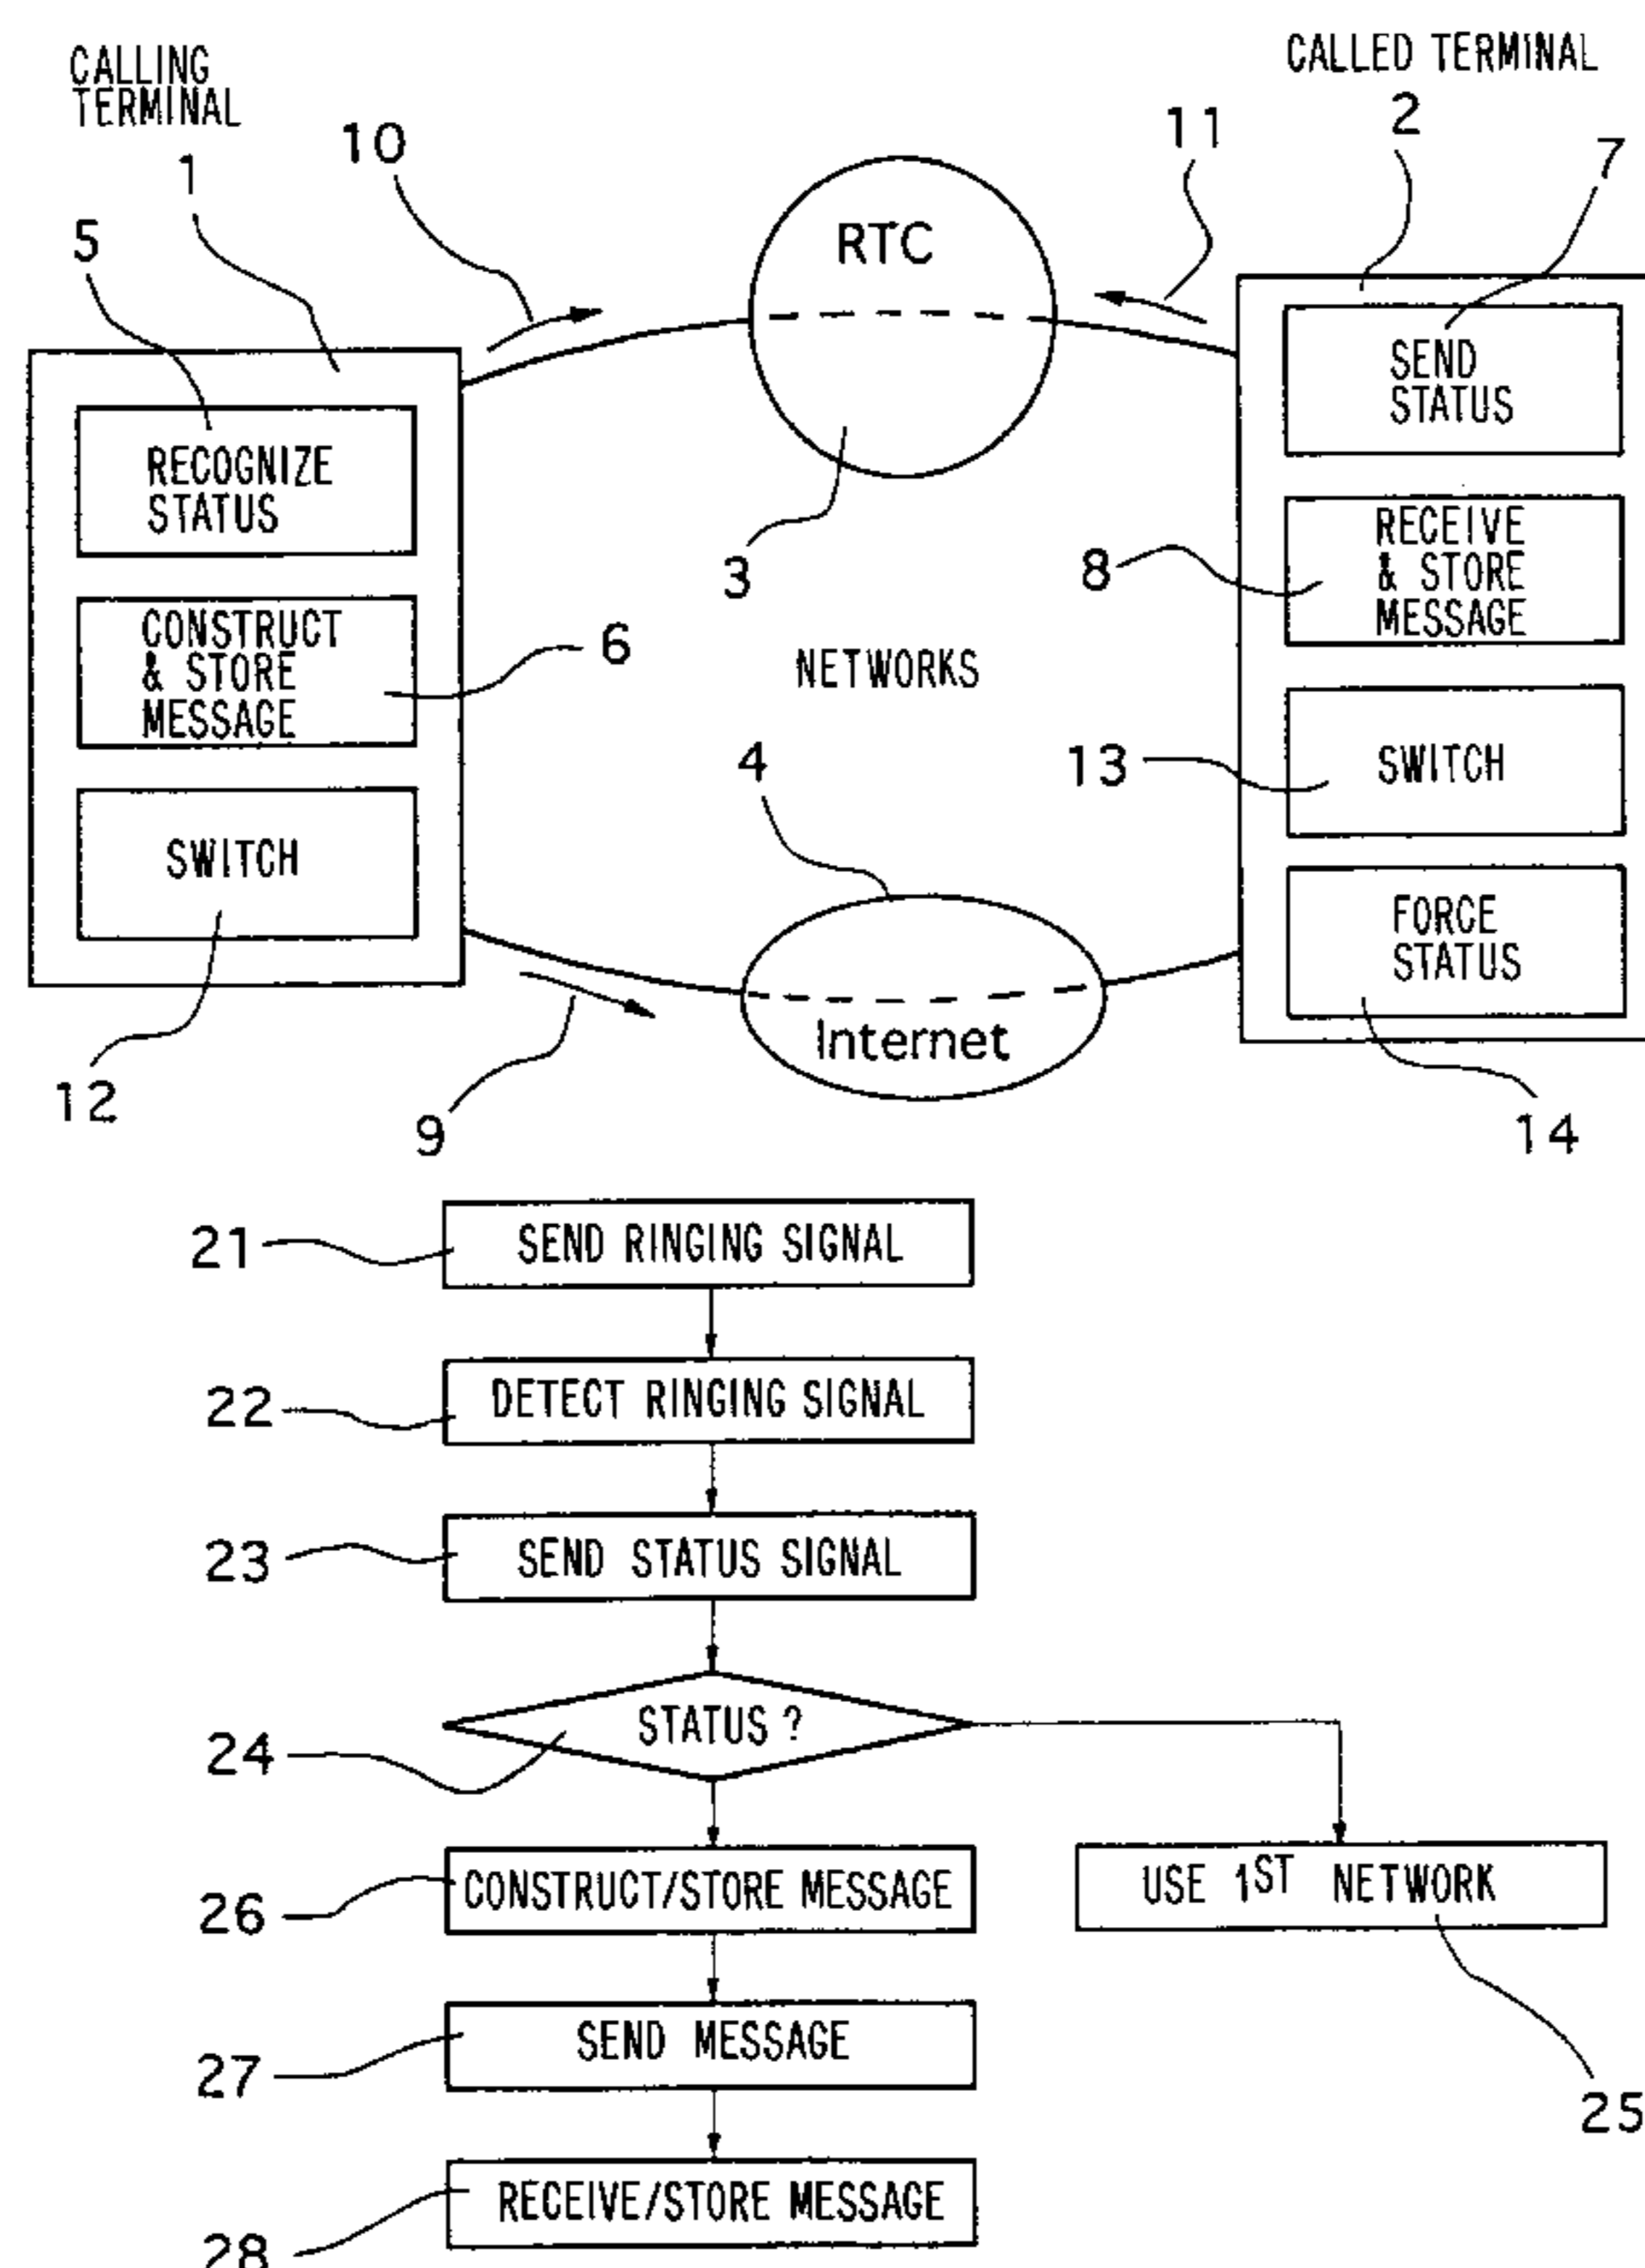 CALLING
TERMINAL
CALLED TERMINAL
1
2
10
11
7
5
RTC
SEND
STATUS
RECOGNIZE
STATUS
3
8
RECEIVE
& STORE
MESSAGE
CONSTRUCT
& STORE
MESSAGE
6
NETWORKS
4
13
SWITCH
SWITCH
FORCE
STATUS
Internet
12
9
14
21
SEND RINGING SIGNAL
22
DETECT RINGING SIGNAL
23
SEND STATUS SIGNAL
24
STATUS ?
26
CONSTRUCT/STORE MESSAGE
USE 1ST NETWORK
27
SEND MESSAGE
25
28
RECEIVE/STORE MESSAGE